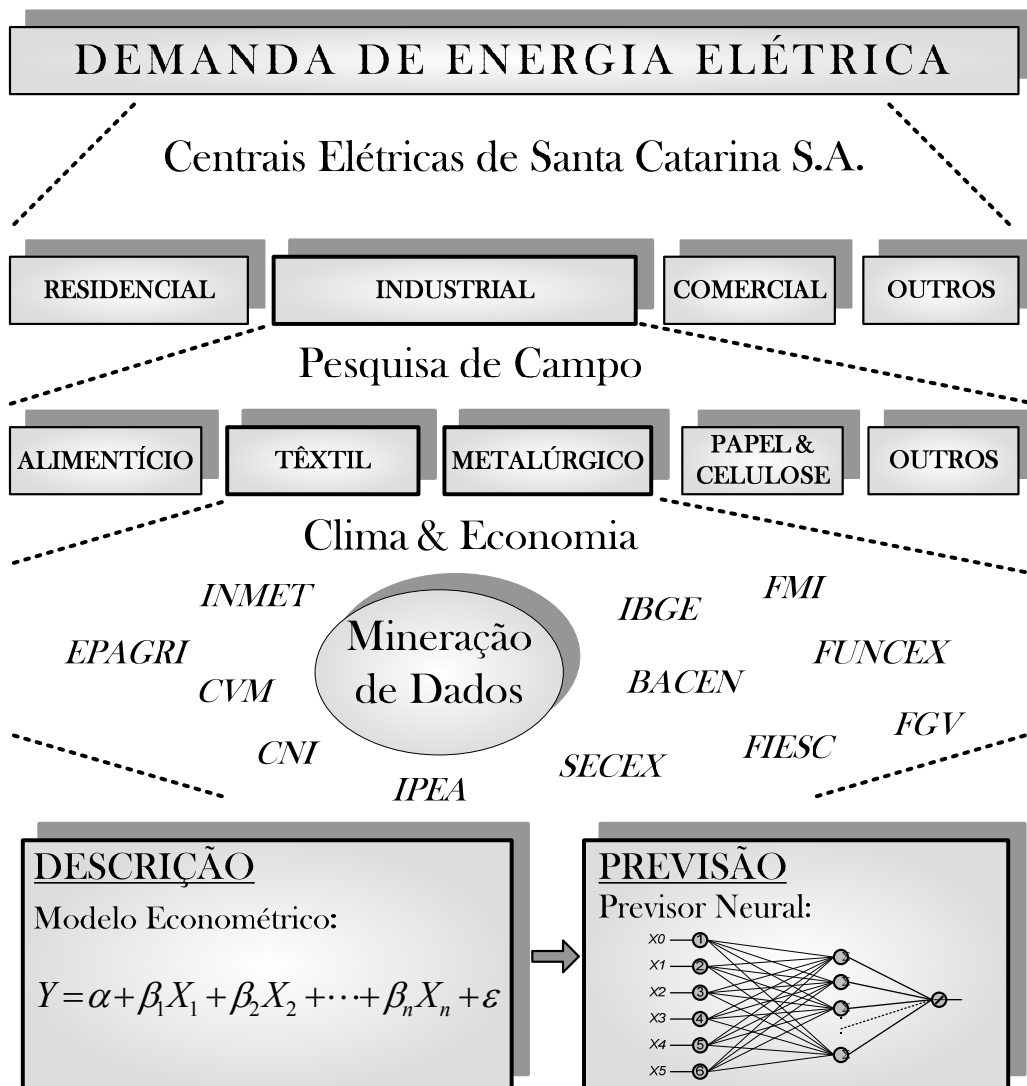 DEMANDA DE ENERGIA ELÉTRICA
Centrais Elétricas de Santa Catarina S.A.
RESIDENCIAL
INDUSTRIAL
COMERCIAL
OUTROS
Pesquisa de Campo
ALIMENTÍCIO
TÊXTIL
METALÚRGICO
PAPEL &
CELULOSE
OUTROS
Clima & Economia
INMET
IBGE
FMI
EPAGRI
Mineração
de Dados
CVM
BACEN
FUNCEX
CNI
IPEA
SECEX
FIESC
FGV
DESCRIÇÃO
Modelo Econométrico:
Y = α + β₁X₁ + β₂X₂ + ··· + βₙXₙ + ε
PREVISÃO
Previsor Neural:
X0 1
X1 2
X2 3
X3 4
X4 5
X5 6